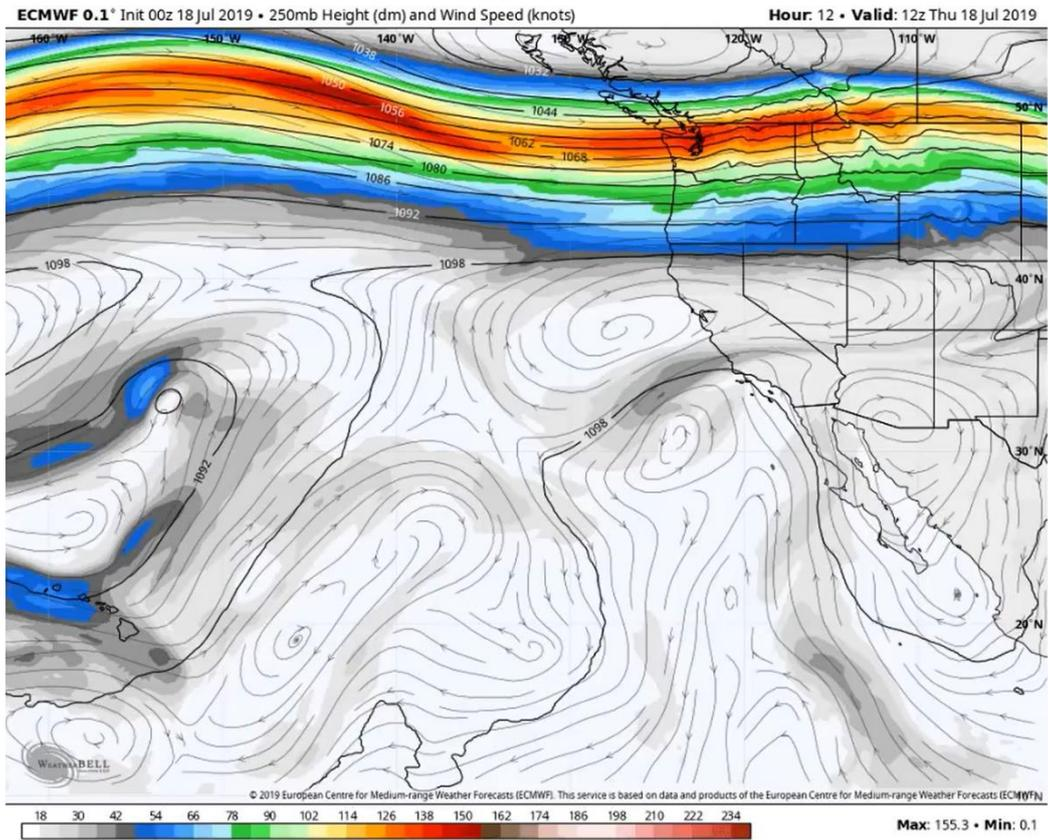 ECMWF 0.1° Init 00z 18 Jul 2019 • 250mb Height (dm) and Wind Speed (knots)
Hour: 12 • Valid: 12z Thu 18 Jul 2019
160°W 150°W 140°W 120°W 110°W
1038
1032
1050
1056
1044
50°N
1074
1062
1068
1080
1086
1092
1098
1098
40°N
1098
30°N
1092
20°N
WeatherBELL
© 2019 European Centre for Medium-range Weather Forecasts (ECMWF). This service is based on data and products of the European Centre for Medium-range Weather Forecasts (ECMWF).
10°N
18 30 42 54 66 78 90 102 114 126 138 150 162 174 186 198 210 222 234
Max: 155.3 • Min: 0.1